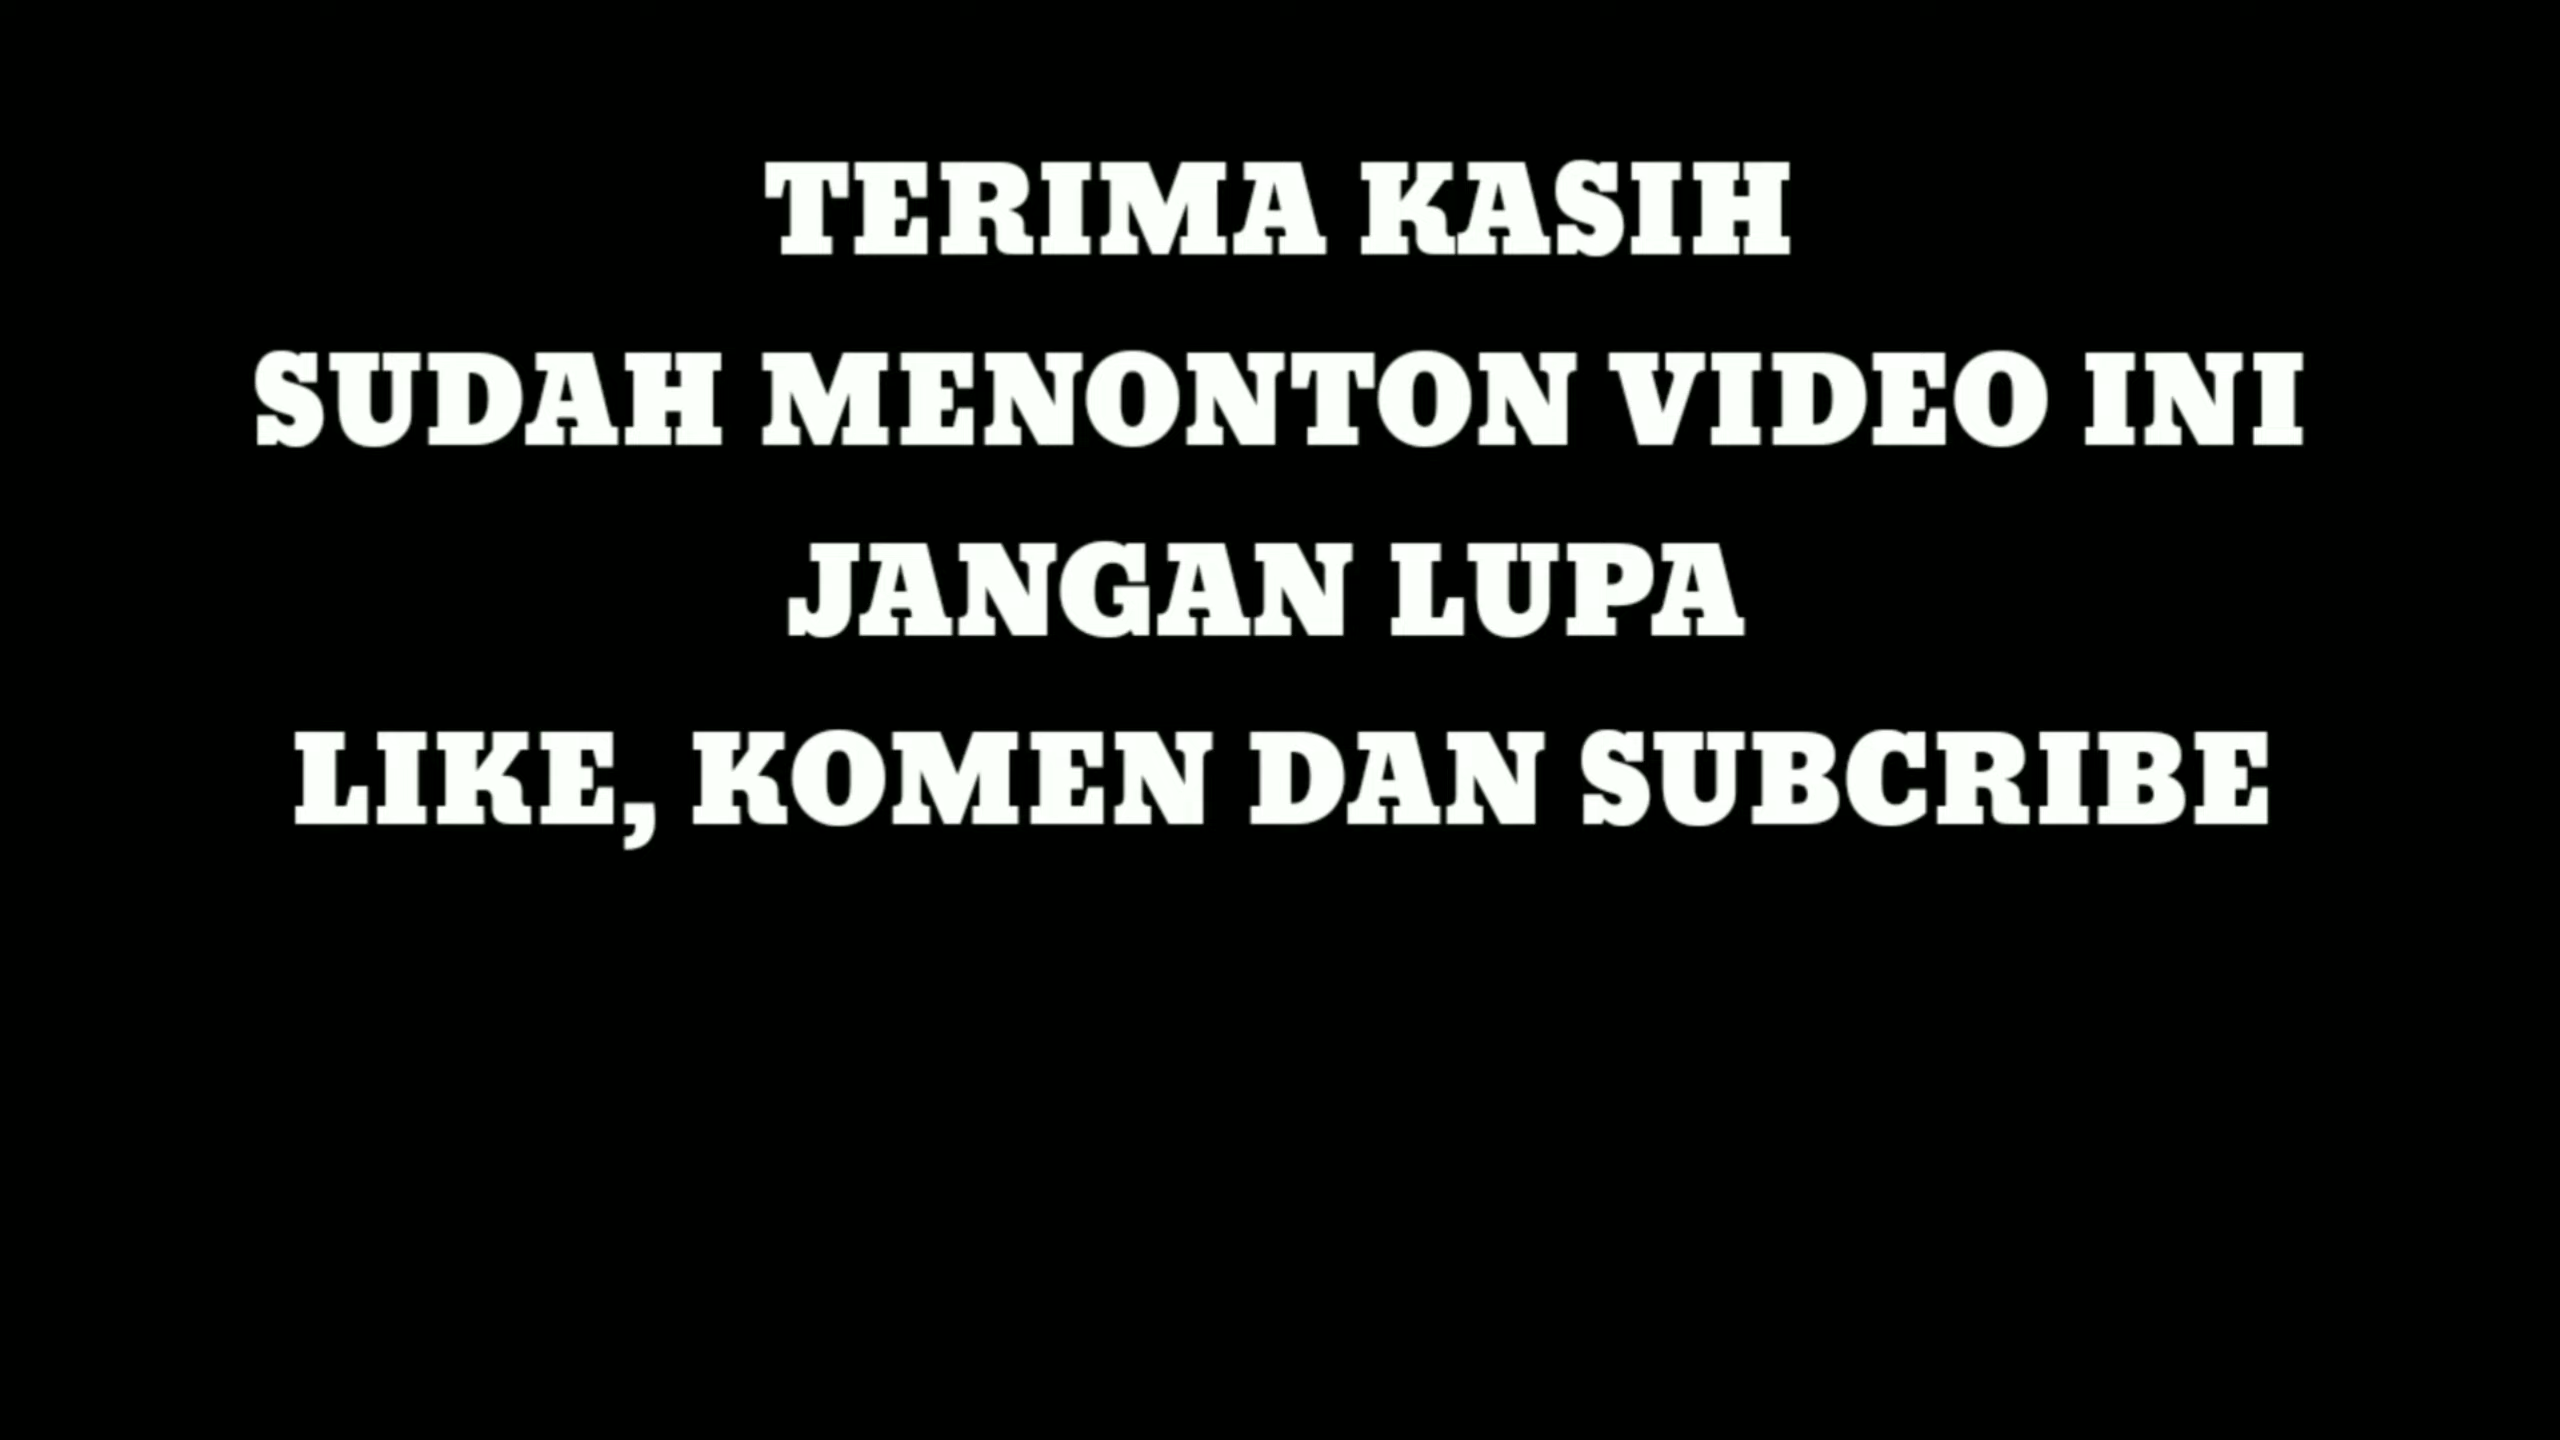 TERIMA KASIH
SUDAH MENONTON VIDEO INI
JANGAN LUPA
LIKE, KOMEN DAN SUBCRIBE